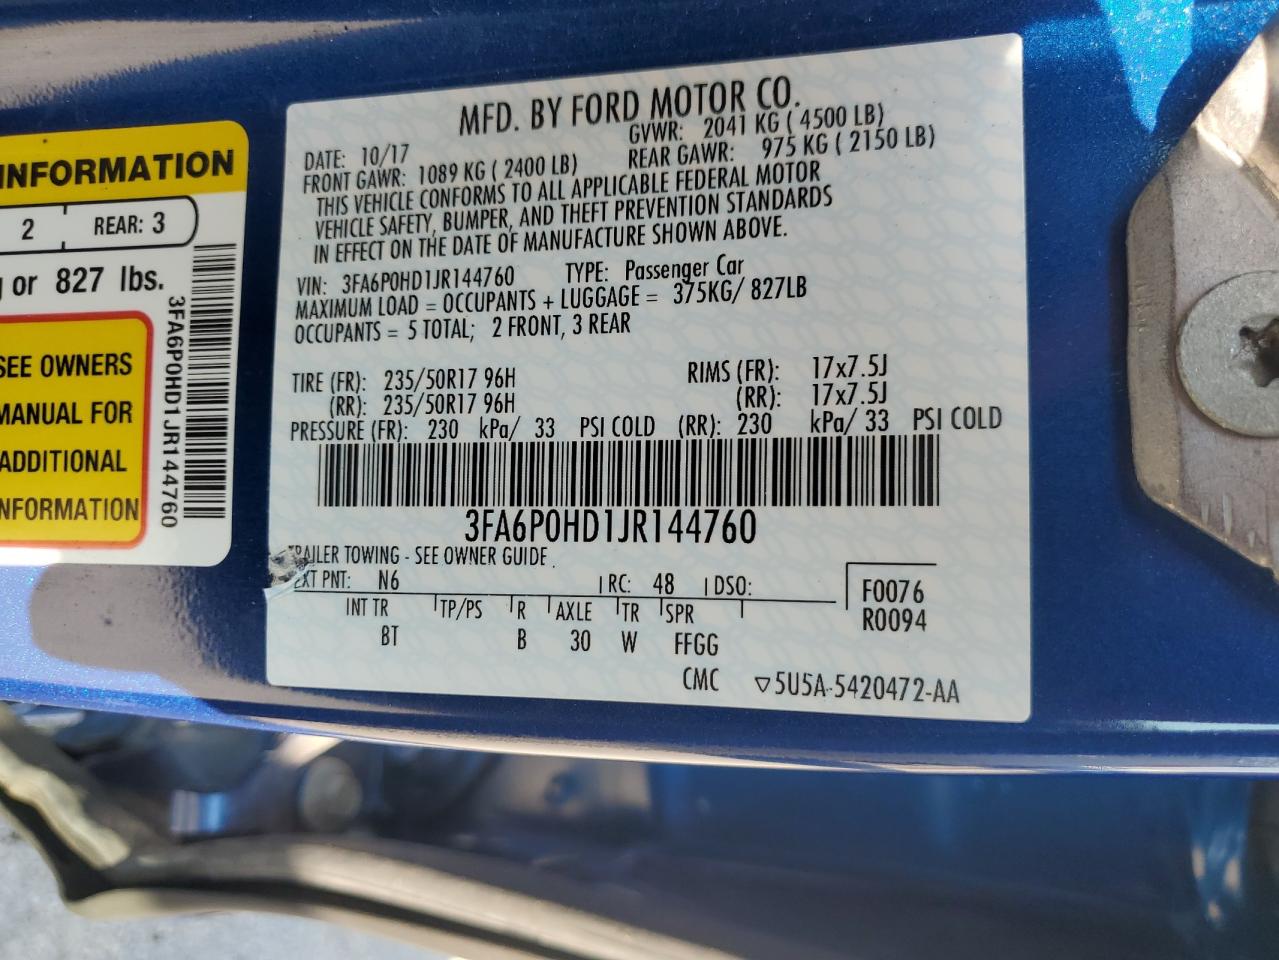 INFORMATION
2 REAR: 3
g or 827 lbs.
SEE OWNERS
MANUAL FOR
ADDITIONAL
INFORMATION
3FA6P0HD1JR144760
MFD. BY FORD MOTOR CO.
DATE: 10/17 GVWR: 2041 KG ( 4500 LB)
FRONT GAWR: 1089 KG ( 2400 LB) REAR GAWR: 975 KG ( 2150 LB)
THIS VEHICLE CONFORMS TO ALL APPLICABLE FEDERAL MOTOR
VEHICLE SAFETY, BUMPER, AND THEFT PREVENTION STANDARDS
IN EFFECT ON THE DATE OF MANUFACTURE SHOWN ABOVE.
VIN: 3FA6P0HD1JR144760 TYPE: Passenger Car
MAXIMUM LOAD = OCCUPANTS + LUGGAGE = 375KG/ 827LB
OCCUPANTS = 5 TOTAL; 2 FRONT, 3 REAR
TIRE (FR): 235/50R17 96H RIMS (FR): 17x7.5J
(RR): 235/50R17 96H (RR): 17x7.5J
PRESSURE (FR): 230 kPa/ 33 PSI COLD (RR): 230 kPa/ 33 PSI COLD
3FA6P0HD1JR144760
TRAILER TOWING - SEE OWNER GUIDE.
EXT PNT: N6 RC: 48 DSO: F0076
INT TR TP/PS R AXLE TR SPR R0094
BT B 30 W FFGG
CMC ▽5U5A-5420472-AA